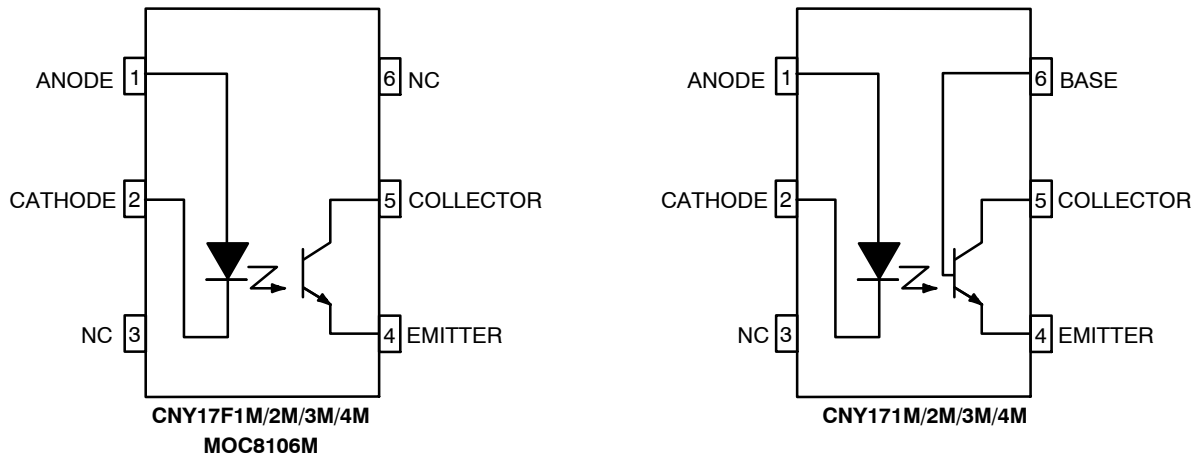 ANODE 1
6 NC
CATHODE 2
5 COLLECTOR
NC 3
4 EMITTER
CNY17F1M/2M/3M/4M
MOC8106M
ANODE 1
6 BASE
CATHODE 2
5 COLLECTOR
NC 3
4 EMITTER
CNY171M/2M/3M/4M